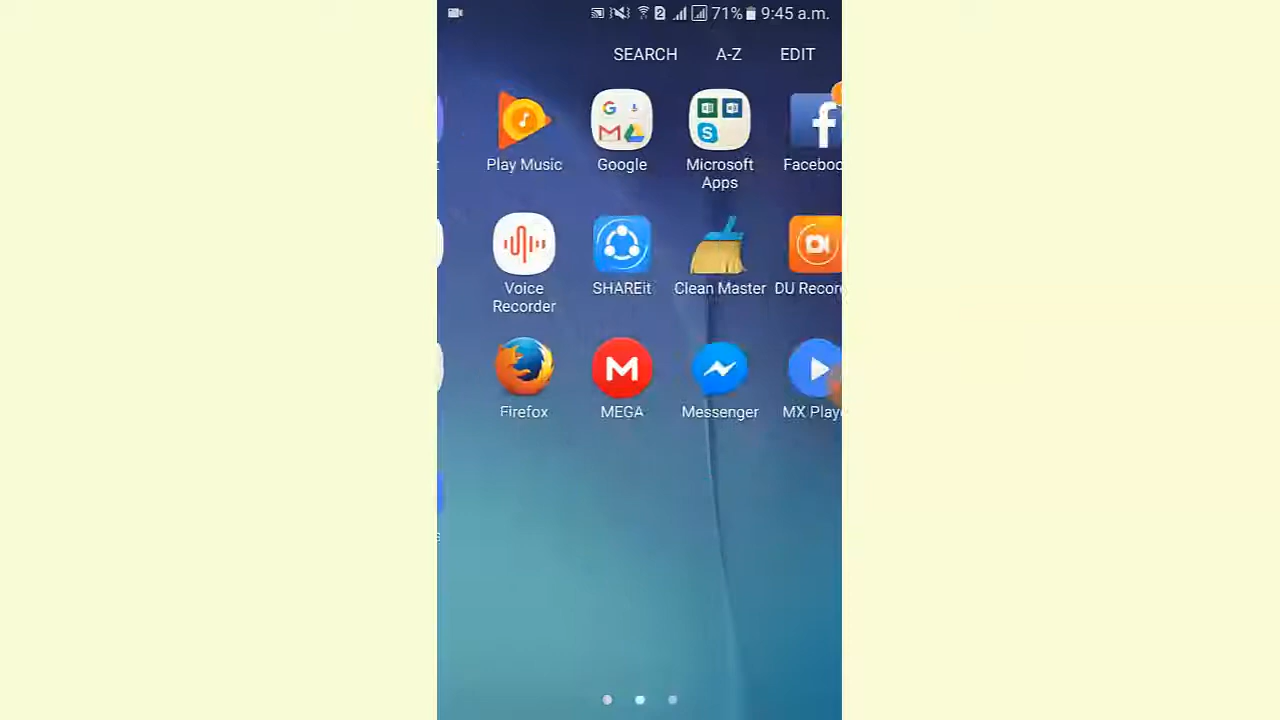 71% 9:45 a.m.
SEARCH A-Z EDIT
Play Music Google Microsoft Apps Faceboo
Voice Recorder SHAREit Clean Master DU Recor
Firefox MEGA Messenger MX Playe